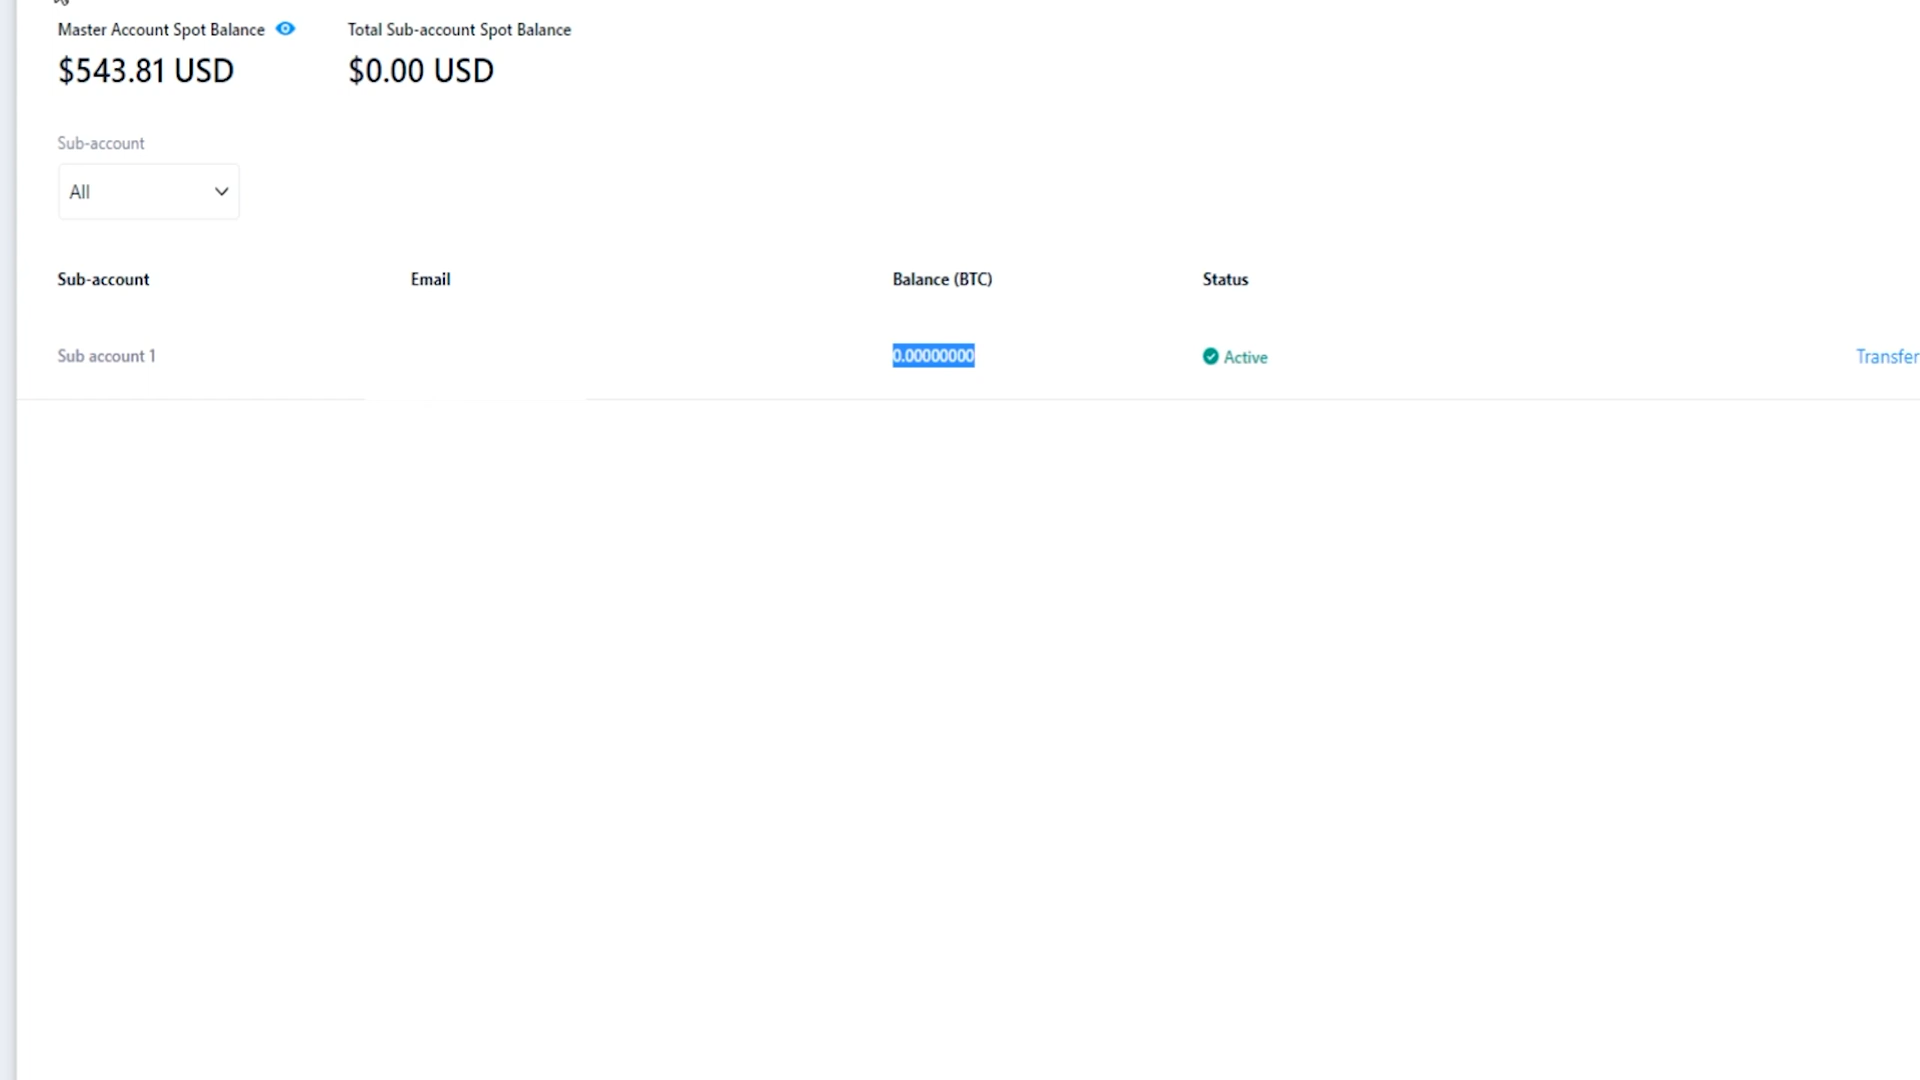 Master Account Spot Balance
Total Sub-account Spot Balance
$543.81 USD
$0.00 USD
Sub-account
All
Sub-account
Email
Balance (BTC)
Status
Sub account 1
0.00000000
Active
Transfer